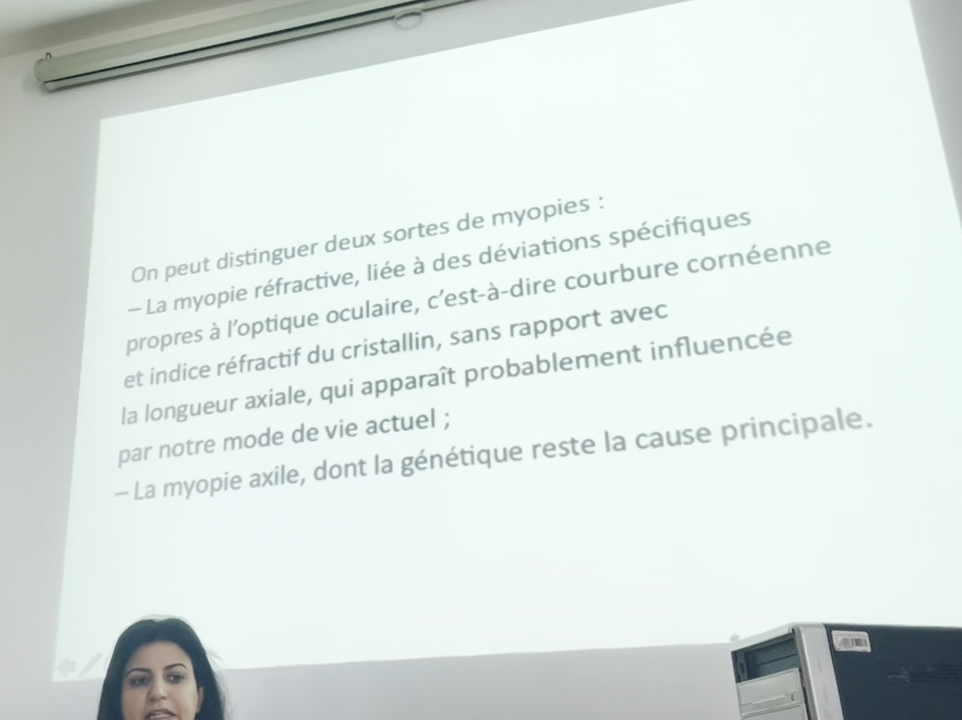 On peut distinguer deux sortes de myopies :
– La myopie réfractive, liée à des déviations spécifiques
propres à l'optique oculaire, c'est-à-dire courbure cornéenne
et indice réfractif du cristallin, sans rapport avec
la longueur axiale, qui apparaît probablement influencée
par notre mode de vie actuel ;
– La myopie axile, dont la génétique reste la cause principale.